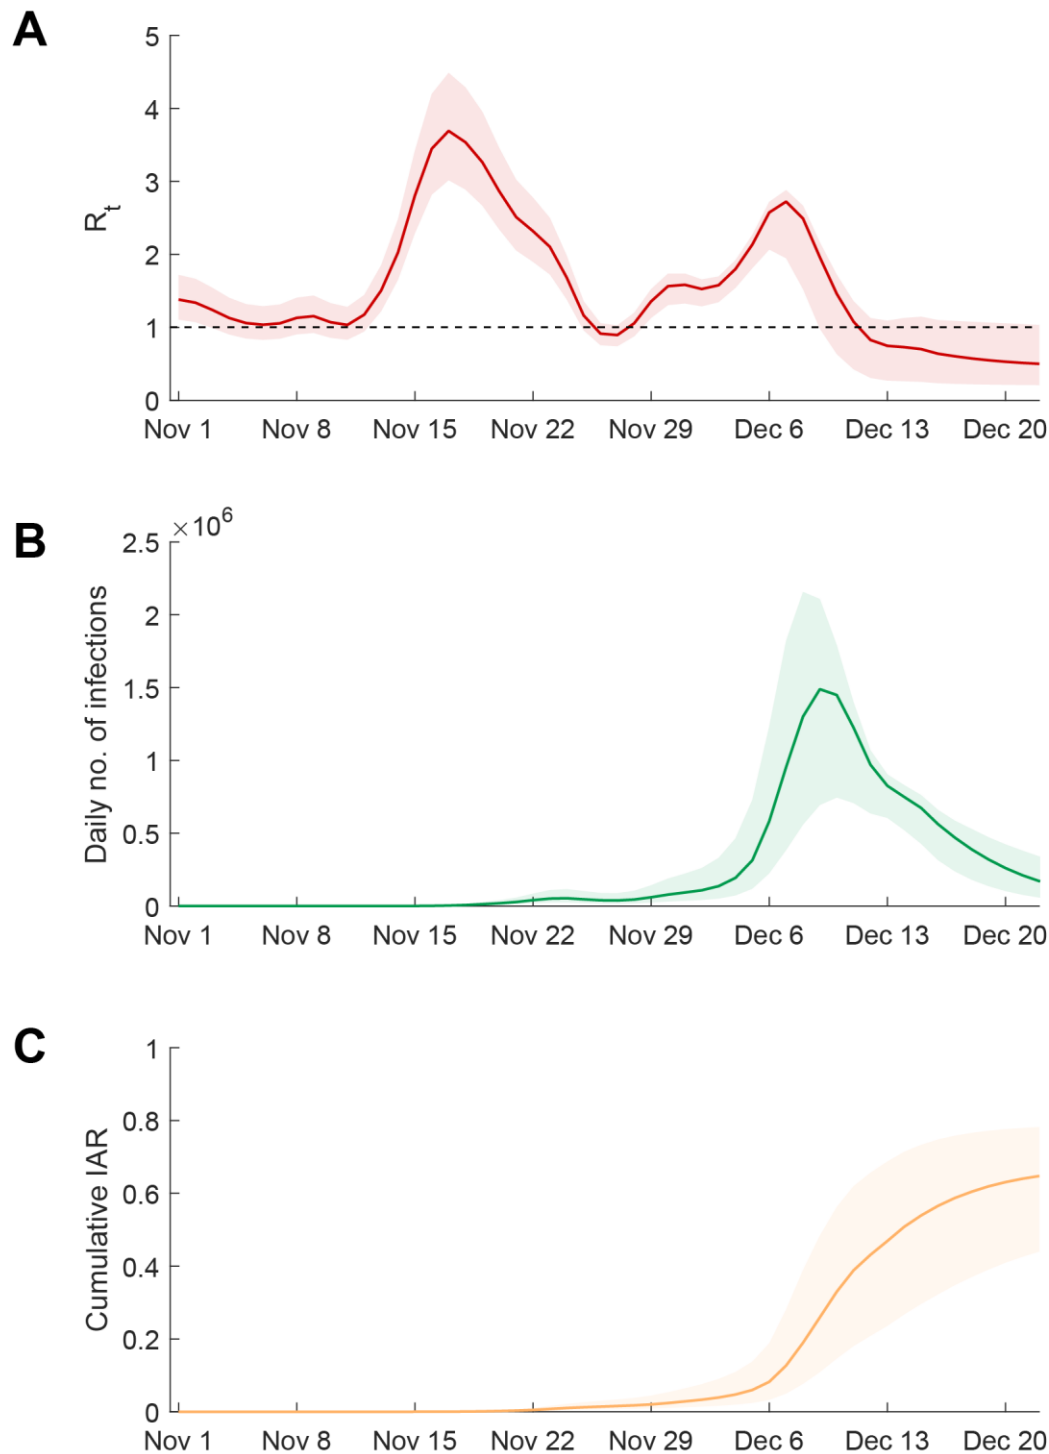 A
5
4
3
2
1
0
R_t
Nov 1 Nov 8 Nov 15 Nov 22 Nov 29 Dec 6 Dec 13 Dec 20
B
×10^6
2.5
2
1.5
1
0.5
0
Daily no. of infections
Nov 1 Nov 8 Nov 15 Nov 22 Nov 29 Dec 6 Dec 13 Dec 20
C
1
0.8
0.6
0.4
0.2
0
Cumulative IAR
Nov 1 Nov 8 Nov 15 Nov 22 Nov 29 Dec 6 Dec 13 Dec 20